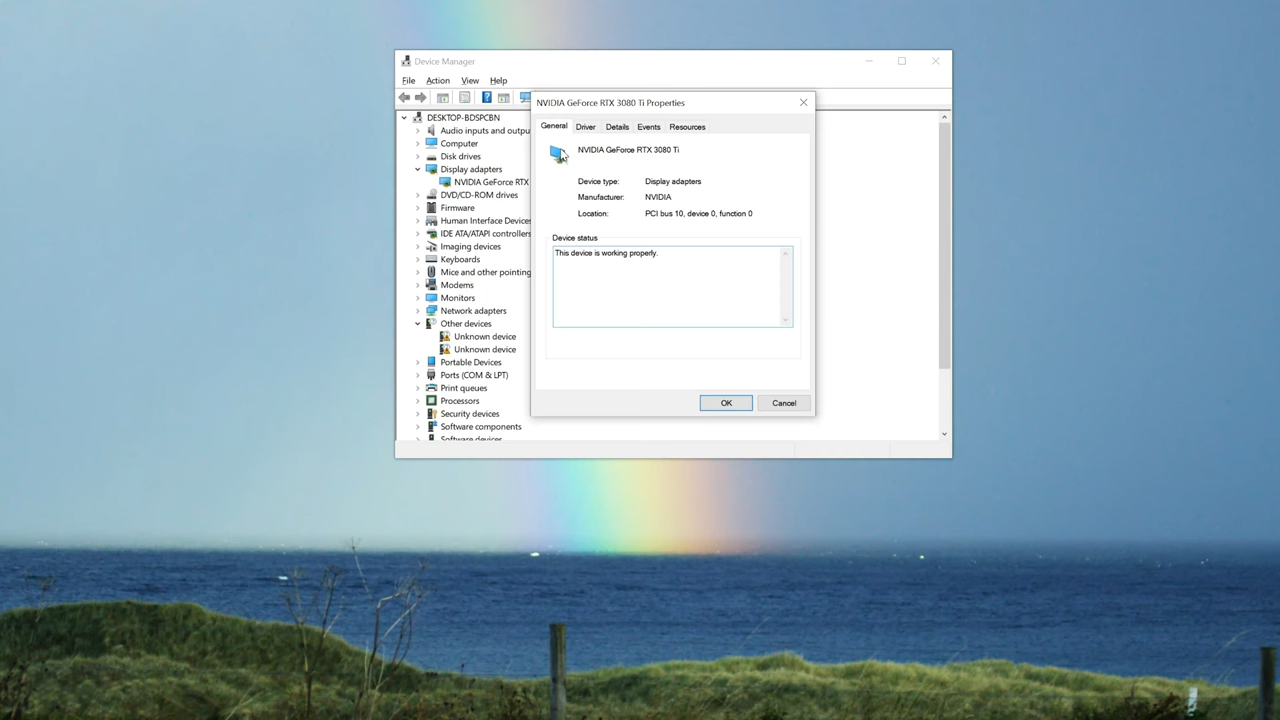 Device Manager
File Action View Help
DESKTOP-BDSPCBN
Audio inputs and outpu
Computer
Disk drives
Display adapters
NVIDIA GeForce RTX
DVD/CD-ROM drives
Firmware
Human Interface Devices
IDE ATA/ATAPI controllers
Imaging devices
Keyboards
Mice and other pointing
Modems
Monitors
Network adapters
Other devices
Unknown device
Unknown device
Portable Devices
Ports (COM & LPT)
Print queues
Processors
Security devices
Software components
Software devices
NVIDIA GeForce RTX 3080 Ti Properties
General Driver Details Events Resources
NVIDIA GeForce RTX 3080 Ti
Device type: Display adapters
Manufacturer: NVIDIA
Location: PCI bus 10, device 0, function 0
Device status
This device is working properly.
OK Cancel